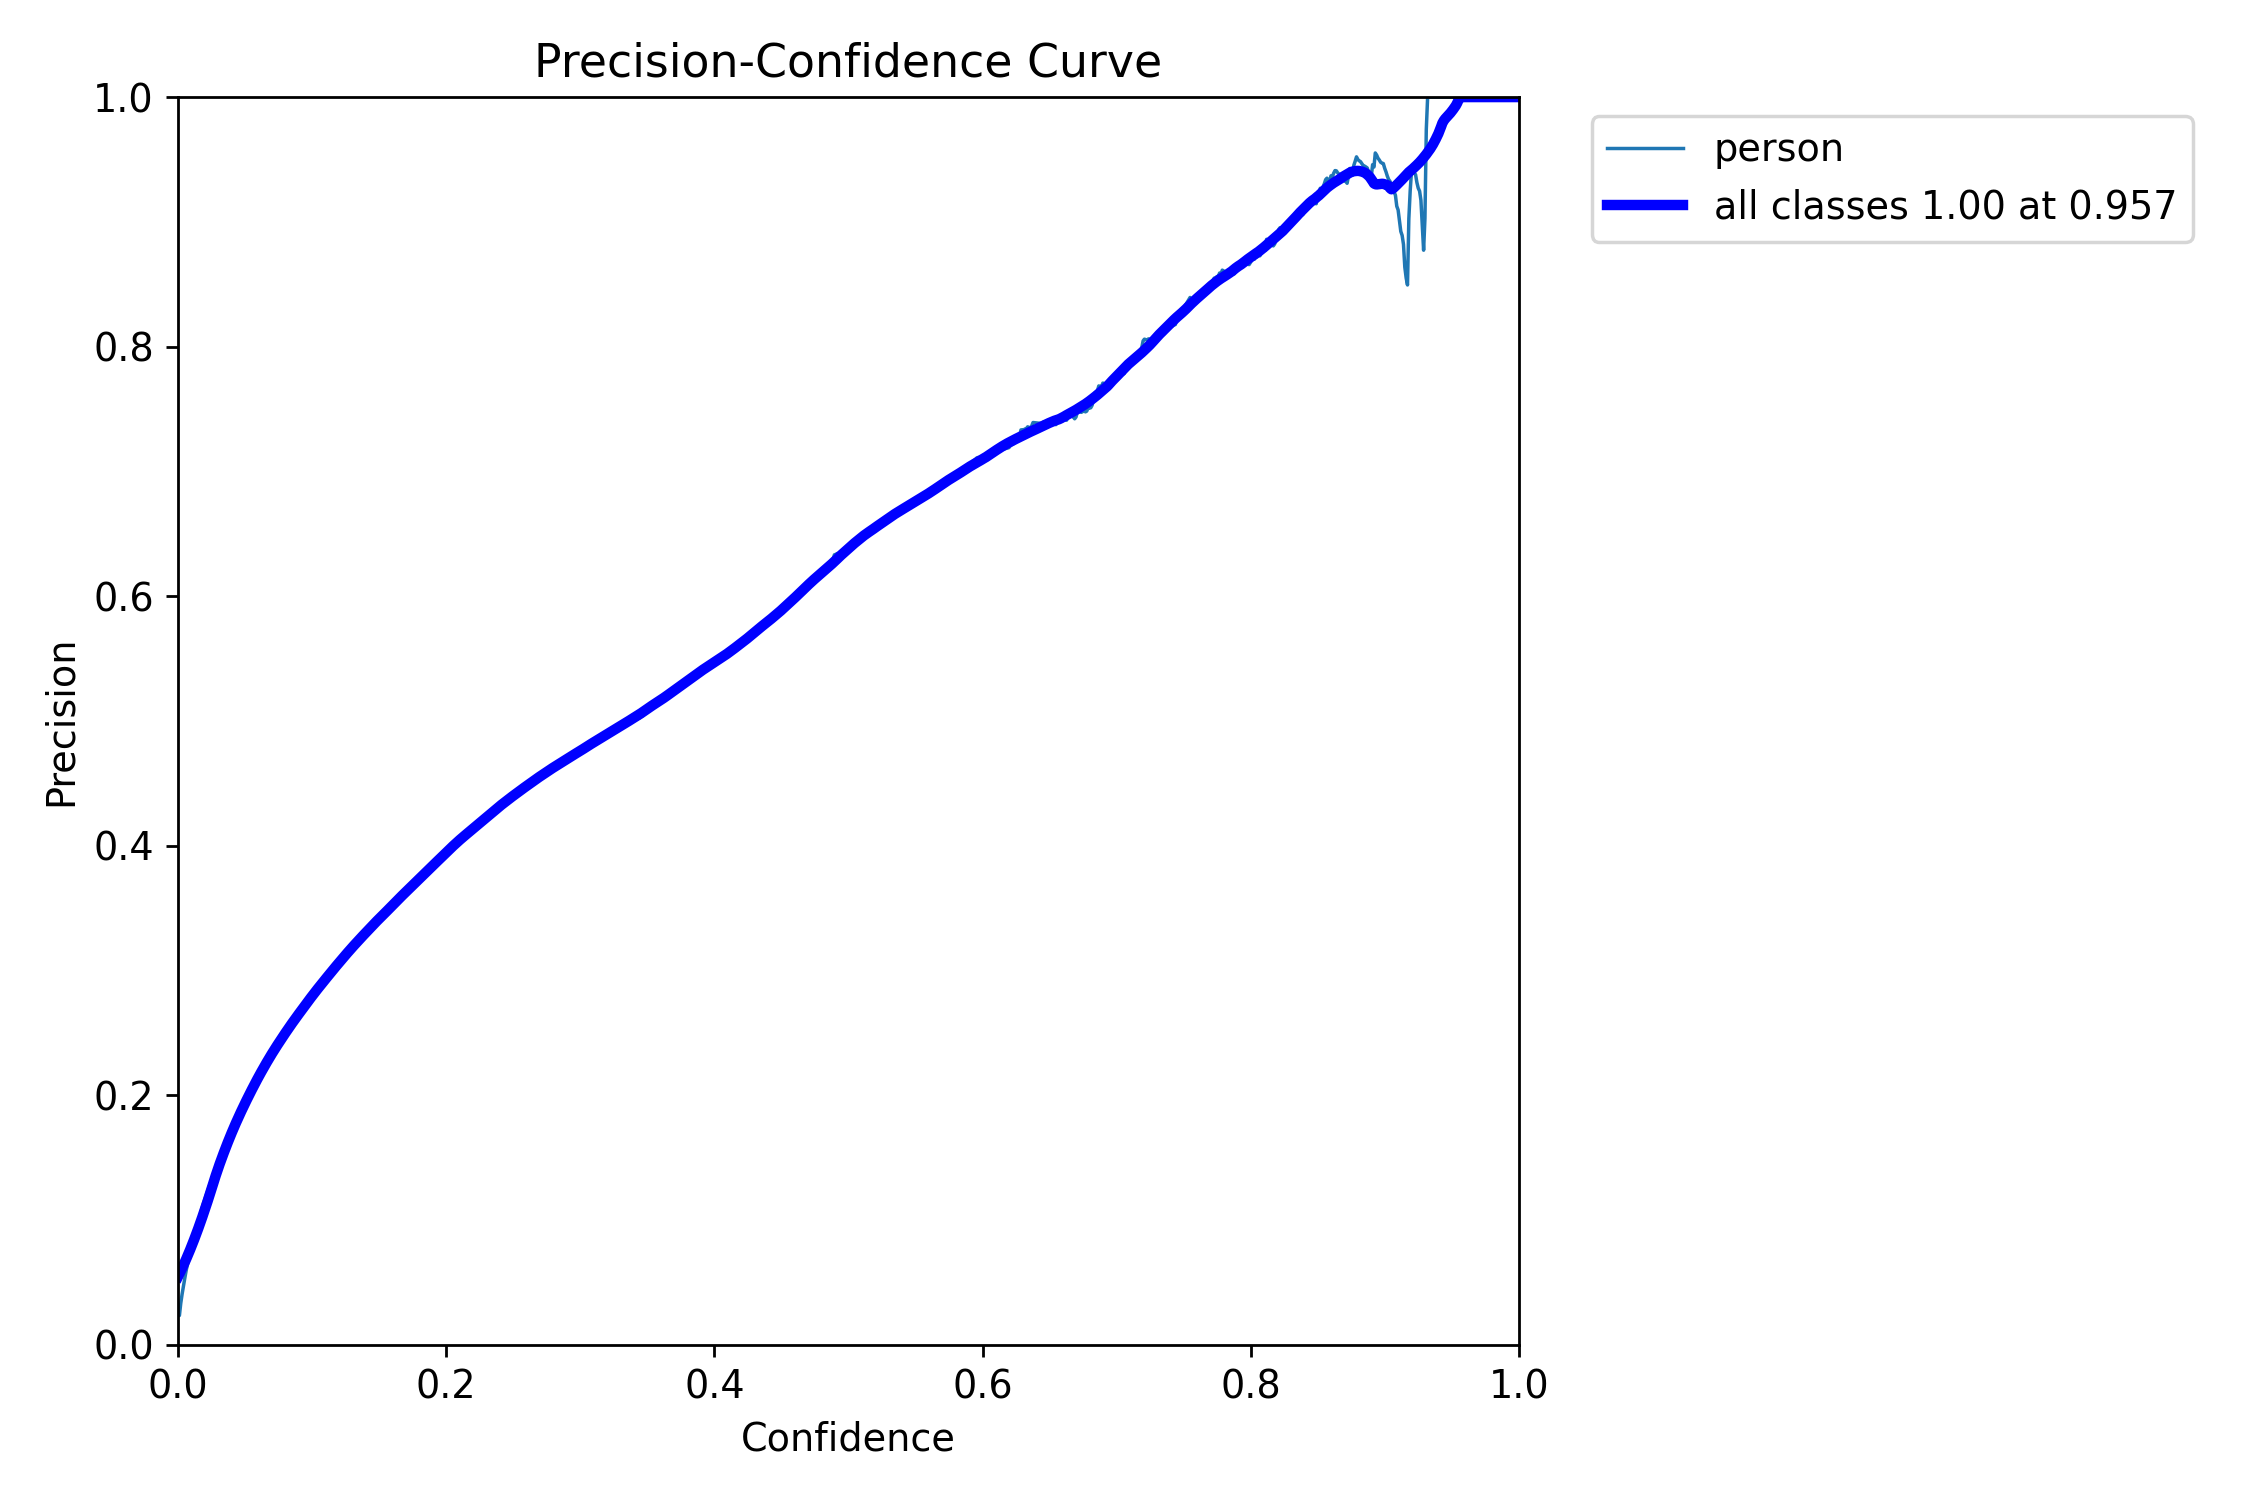 Precision-Confidence Curve
1.0
0.8
0.6
0.4
0.2
0.0
Precision
0.0 0.2 0.4 0.6 0.8 1.0
Confidence
person
all classes 1.00 at 0.957